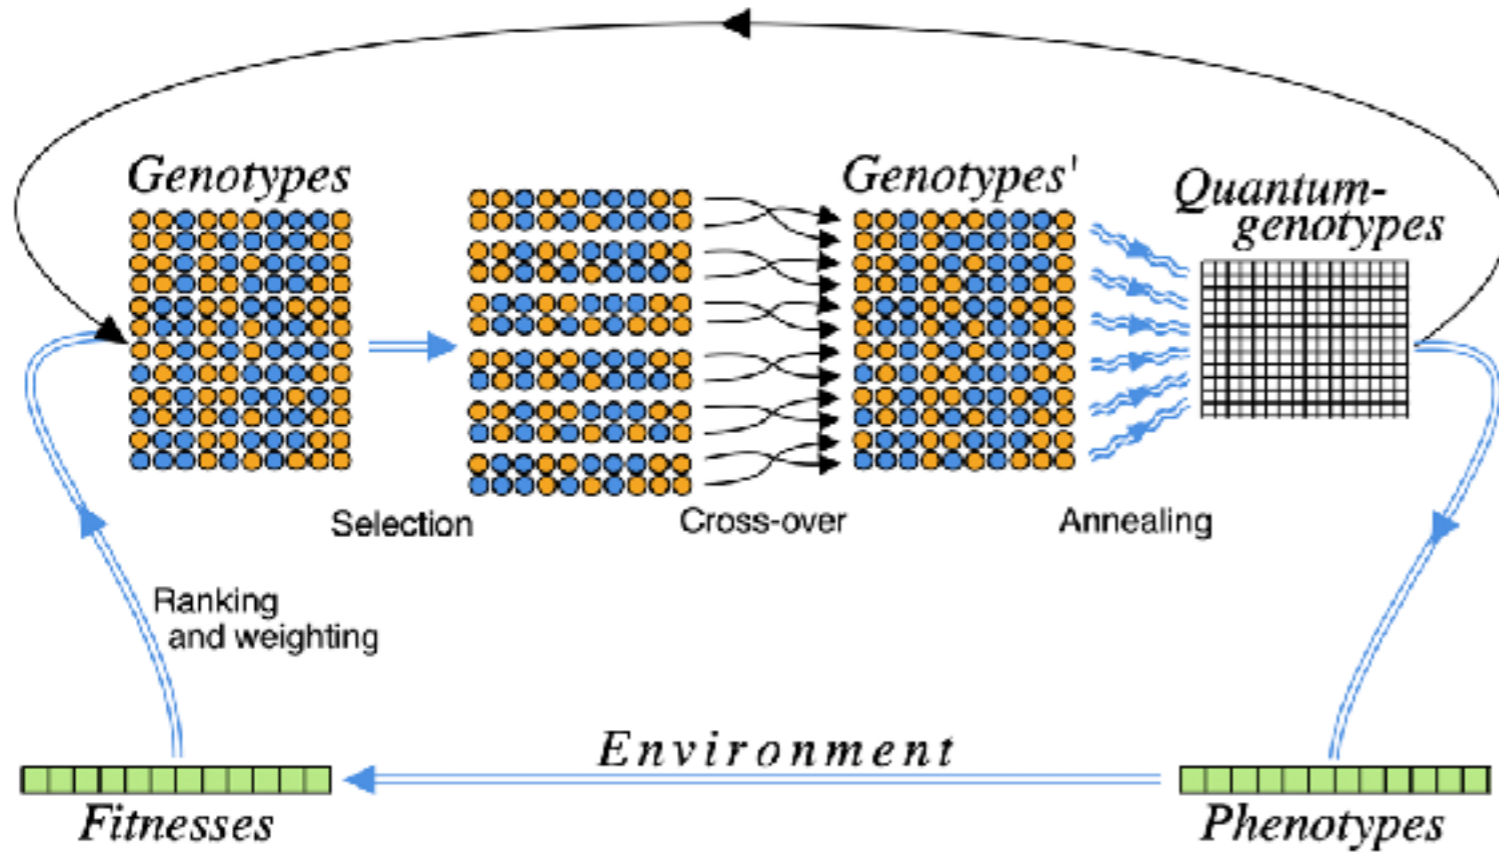 Genotypes
Genotypes'
Quantum-
genotypes
Selection
Cross-over
Annealing
Ranking
and weighting
Environment
Fitnesses
Phenotypes